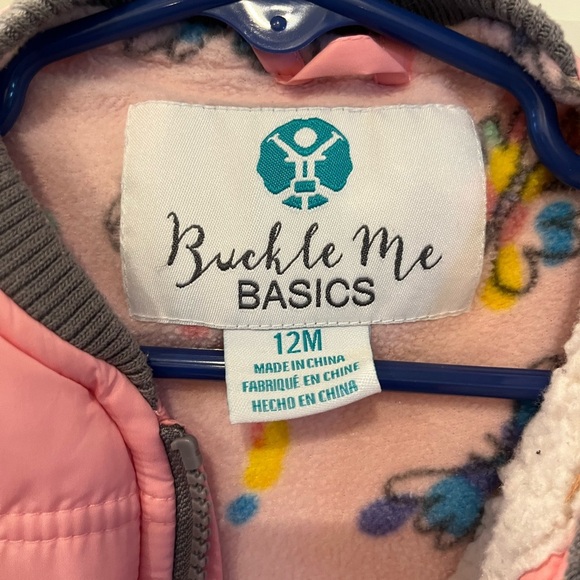 Buckle Me
BASICS
12M
MADE IN CHINA
FABRIQUÉ EN CHINE
HECHO EN CHINA